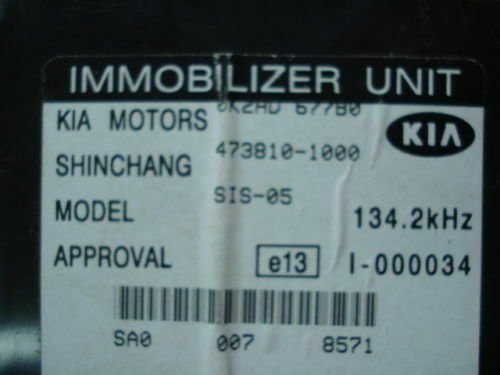 IMMOBILIZER UNIT
KIA MOTORS 0K2AD 67780
KIA
SHINCHANG 473810-1000
MODEL SIS-05 134.2kHz
APPROVAL e13 I-000034
SA0 007 8571